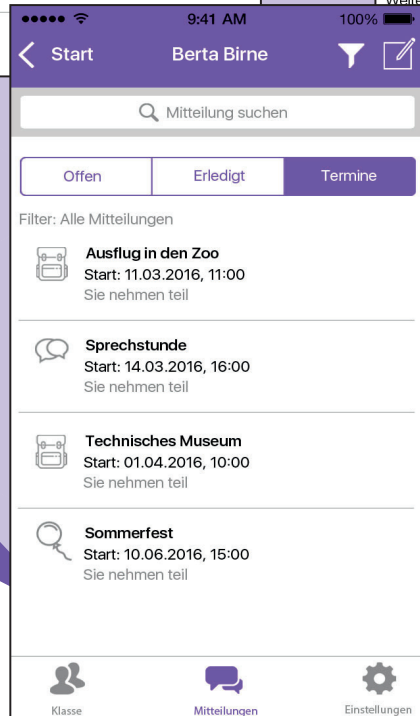 Weite
9:41 AM
100%
Start
Berta Birne
Mitteilung suchen
Offen
Erledigt
Termine
Filter: Alle Mitteilungen
Ausflug in den Zoo
Start: 11.03.2016, 11:00
Sie nehmen teil
Sprechstunde
Start: 14.03.2016, 16:00
Sie nehmen teil
Technisches Museum
Start: 01.04.2016, 10:00
Sie nehmen teil
Sommerfest
Start: 10.06.2016, 15:00
Sie nehmen teil
Klasse
Mitteilungen
Einstellungen